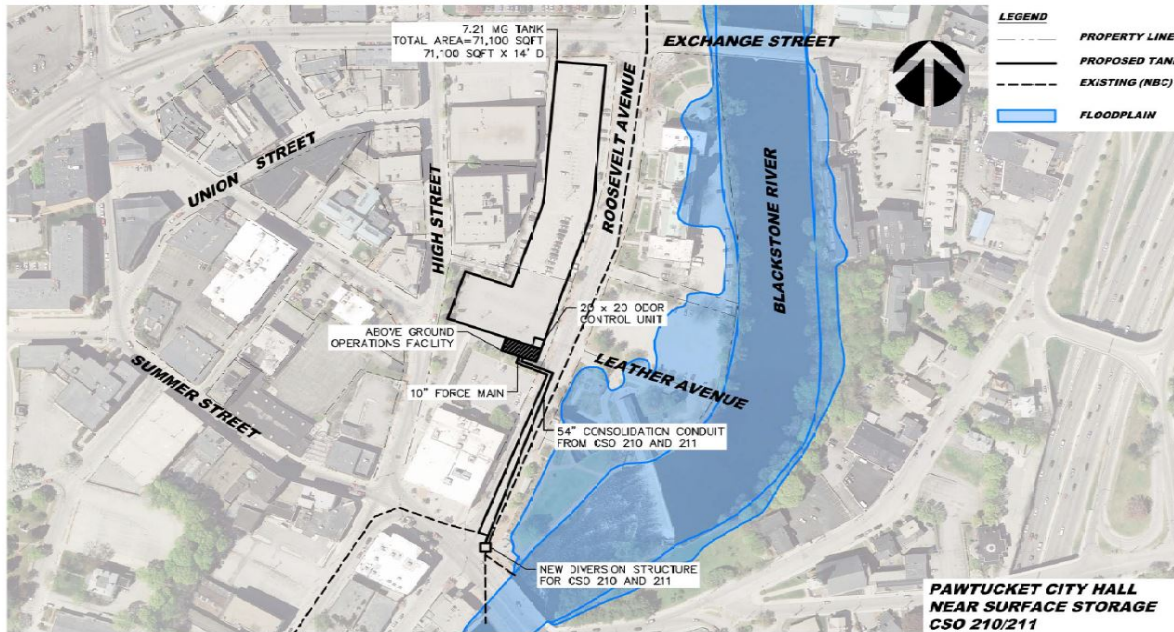 7.21 MG TANK
TOTAL AREA=71,100 SQFT
71,100 SQFT X 14' D
EXCHANGE STREET
LEGEND
PROPERTY LINE
PROPOSED TANK
EXISTING (NBC)
FLOODPLAIN
UNION STREET
HIGH STREET
ROOSEVELT AVENUE
BLACKSTONE RIVER
20 x 20 ODOR
CONTROL UNIT
ABOVE GROUND
OPERATIONS FACILITY
10" FORCE MAIN
LEATHER AVENUE
SUMMER STREET
54" CONSOLIDATION CONDUIT
FROM CSO 210 AND 211
NEW DIVERSION STRUCTURE
FOR CSO 210 AND 211
PAWTUCKET CITY HALL
NEAR SURFACE STORAGE
CSO 210/211